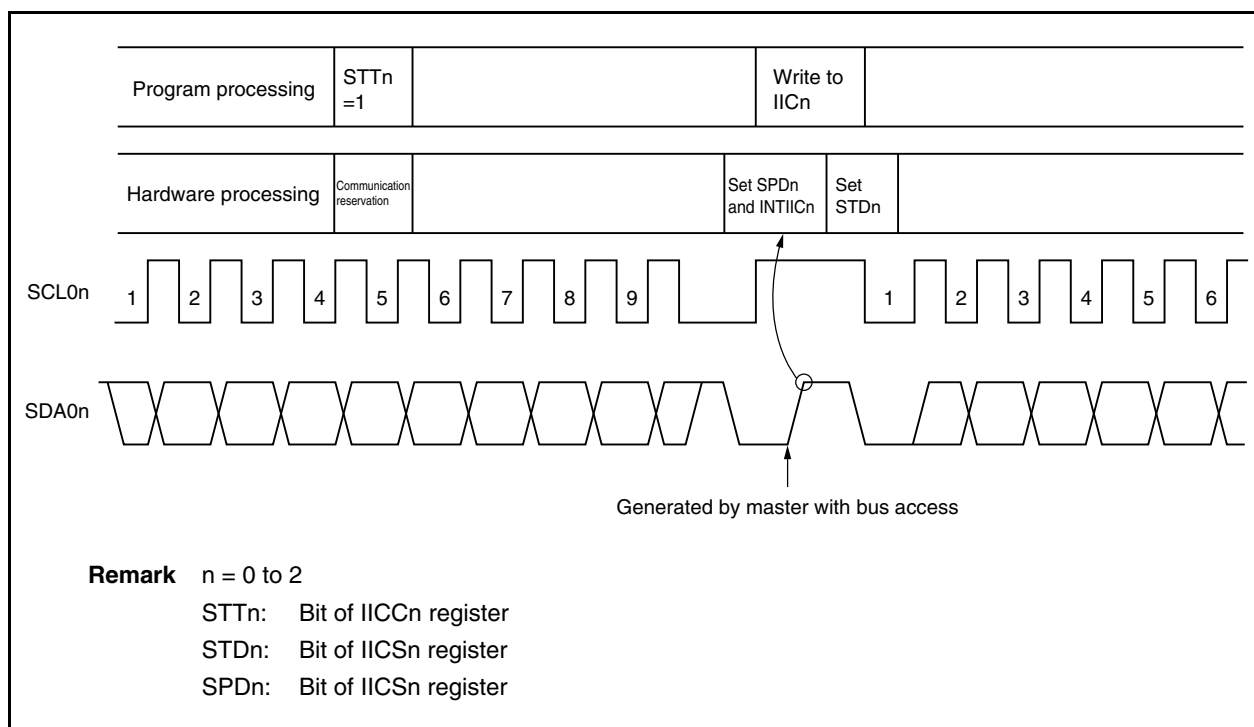 Program processing
STTn
=1
Write to
IICn
Hardware processing
Communication
reservation
Set SPDn
and INTIICn
Set
STDn
SCL0n
1 2 3 4 5 6 7 8 9 1 2 3 4 5 6
SDA0n
Generated by master with bus access
Remark n = 0 to 2
STTn: Bit of IICCn register
STDn: Bit of IICSn register
SPDn: Bit of IICSn register